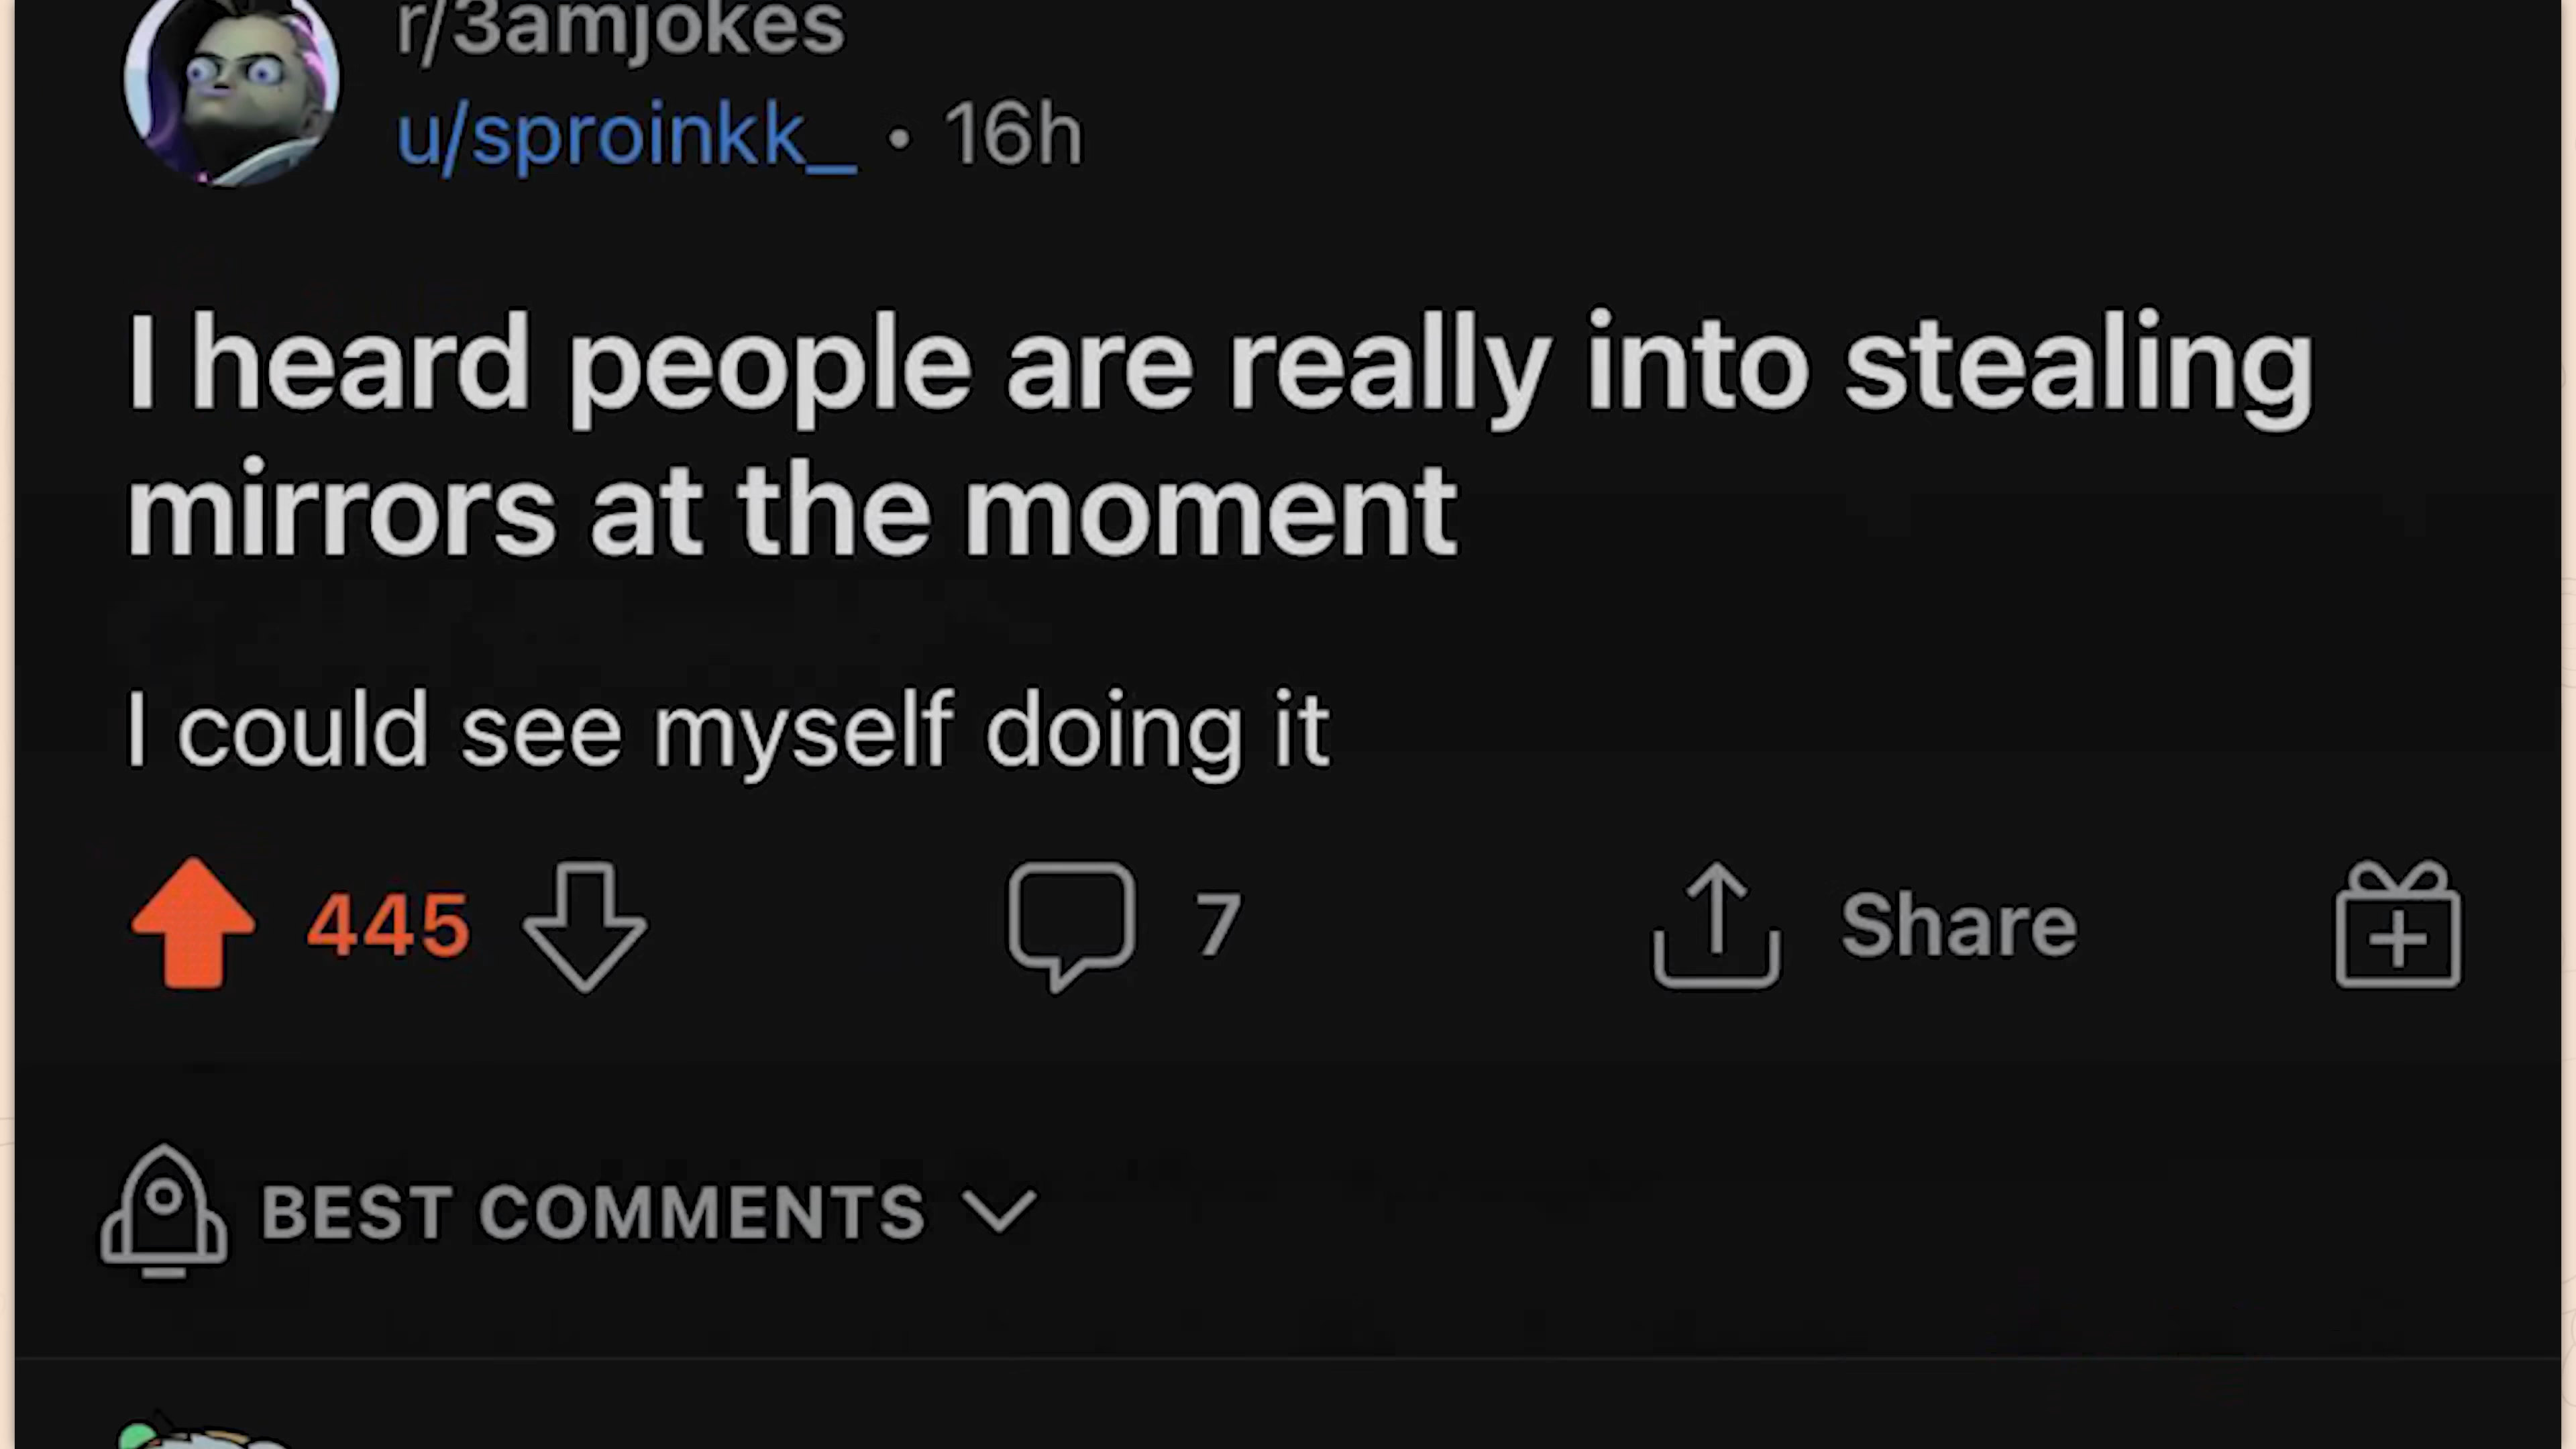 r/3amjokes
u/sproinkk_ • 16h
I heard people are really into stealing
mirrors at the moment
I could see myself doing it
445
7
Share
BEST COMMENTS